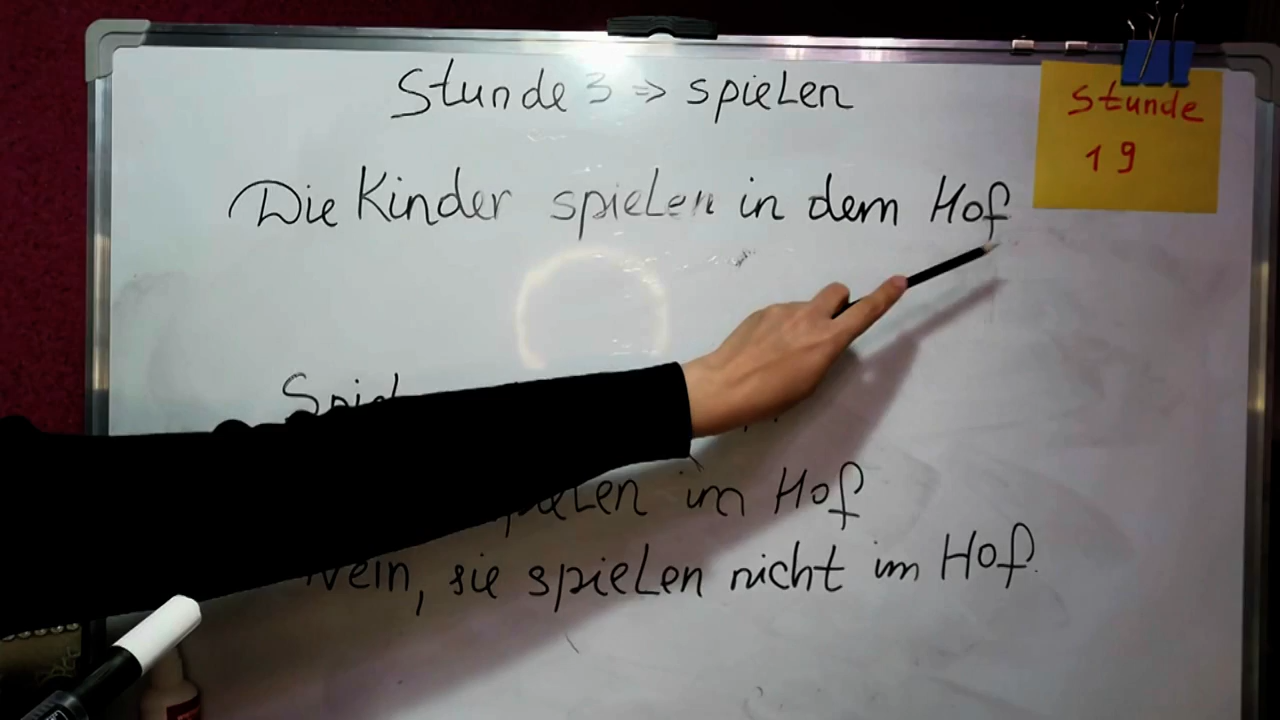 Stunde 3 => spielen
Stunde
19
Die Kinder spielen in dem Hof
im Hof
Nein, sie spielen nicht im Hof.